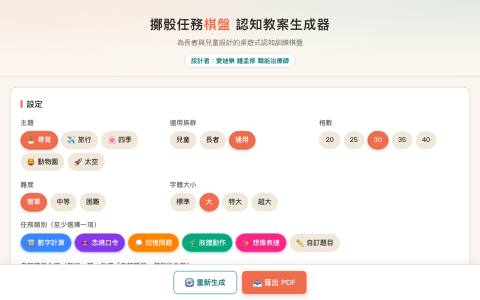 擲骰任務棋盤 認知教案生成器
為長者與兒童設計的桌遊式認知訓練棋盤
設計者：愛迪樂 鍾孟修 職能治療師
設定
主題
尋寶 旅行 四季
動物園 太空
適用族群
兒童 長者 通用
格數
20 25 30 35 40
難度
簡單 中等 困難
字體大小
標準 大 特大 超大
任務類別（至少選擇一項）
數字計算 念繞口令 回憶問題 肢體動作 想像表達 自訂題目
重新生成 匯出 PDF